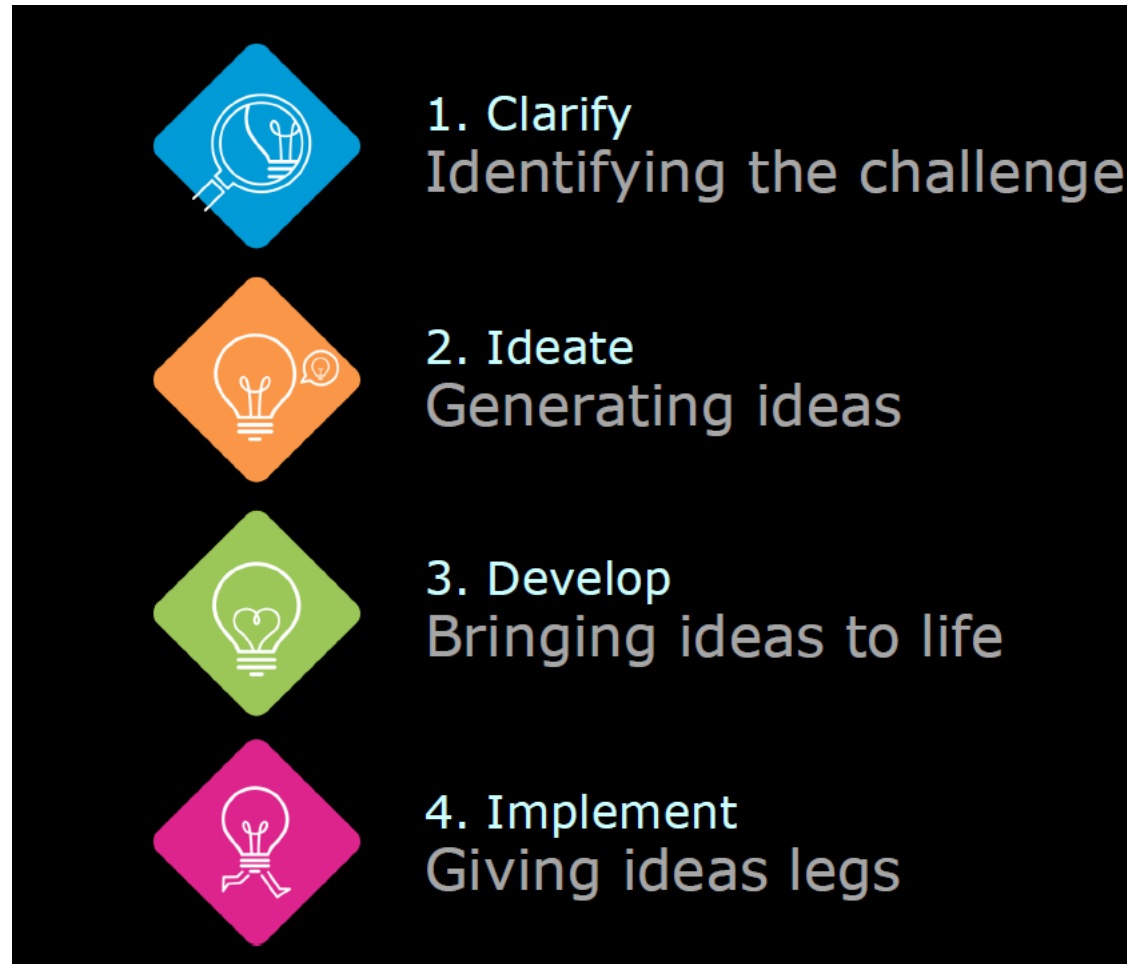 1. Clarify
Identifying the challenge
2. Ideate
Generating ideas
3. Develop
Bringing ideas to life
4. Implement
Giving ideas legs